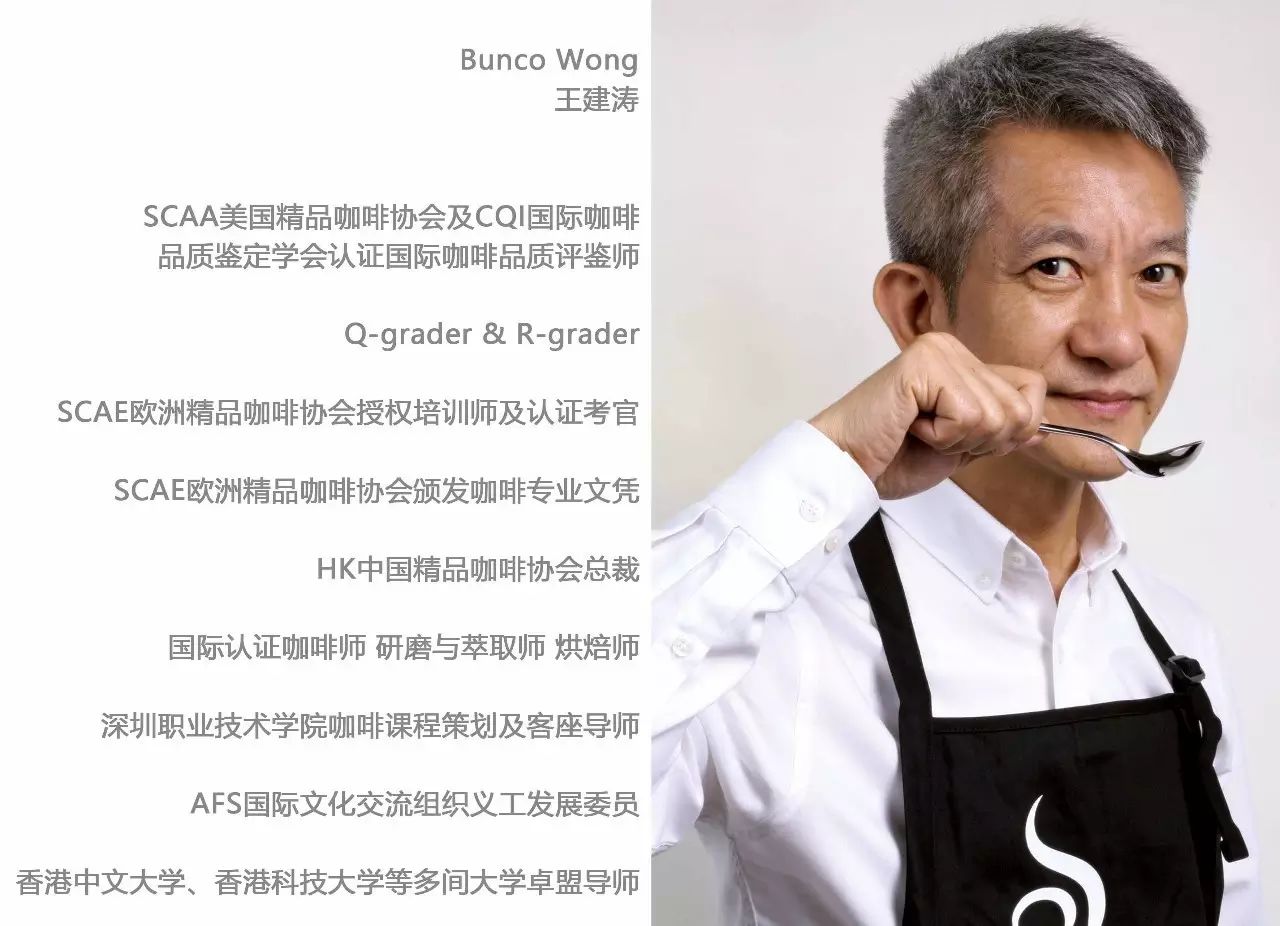 Bunco Wong
王建涛
SCAA美国精品咖啡协会及CQI国际咖啡
品质鉴定学会认证国际咖啡品质评鉴师
Q-grader & R-grader
SCAE欧洲精品咖啡协会授权培训师及认证考官
SCAE欧洲精品咖啡协会颁发咖啡专业文凭
HK中国精品咖啡协会总裁
国际认证咖啡师 研磨与萃取师 烘焙师
深圳职业技术学院咖啡课程策划及客座导师
AFS国际文化交流组织义工发展委员
香港中文大学、香港科技大学等多间大学卓盟导师